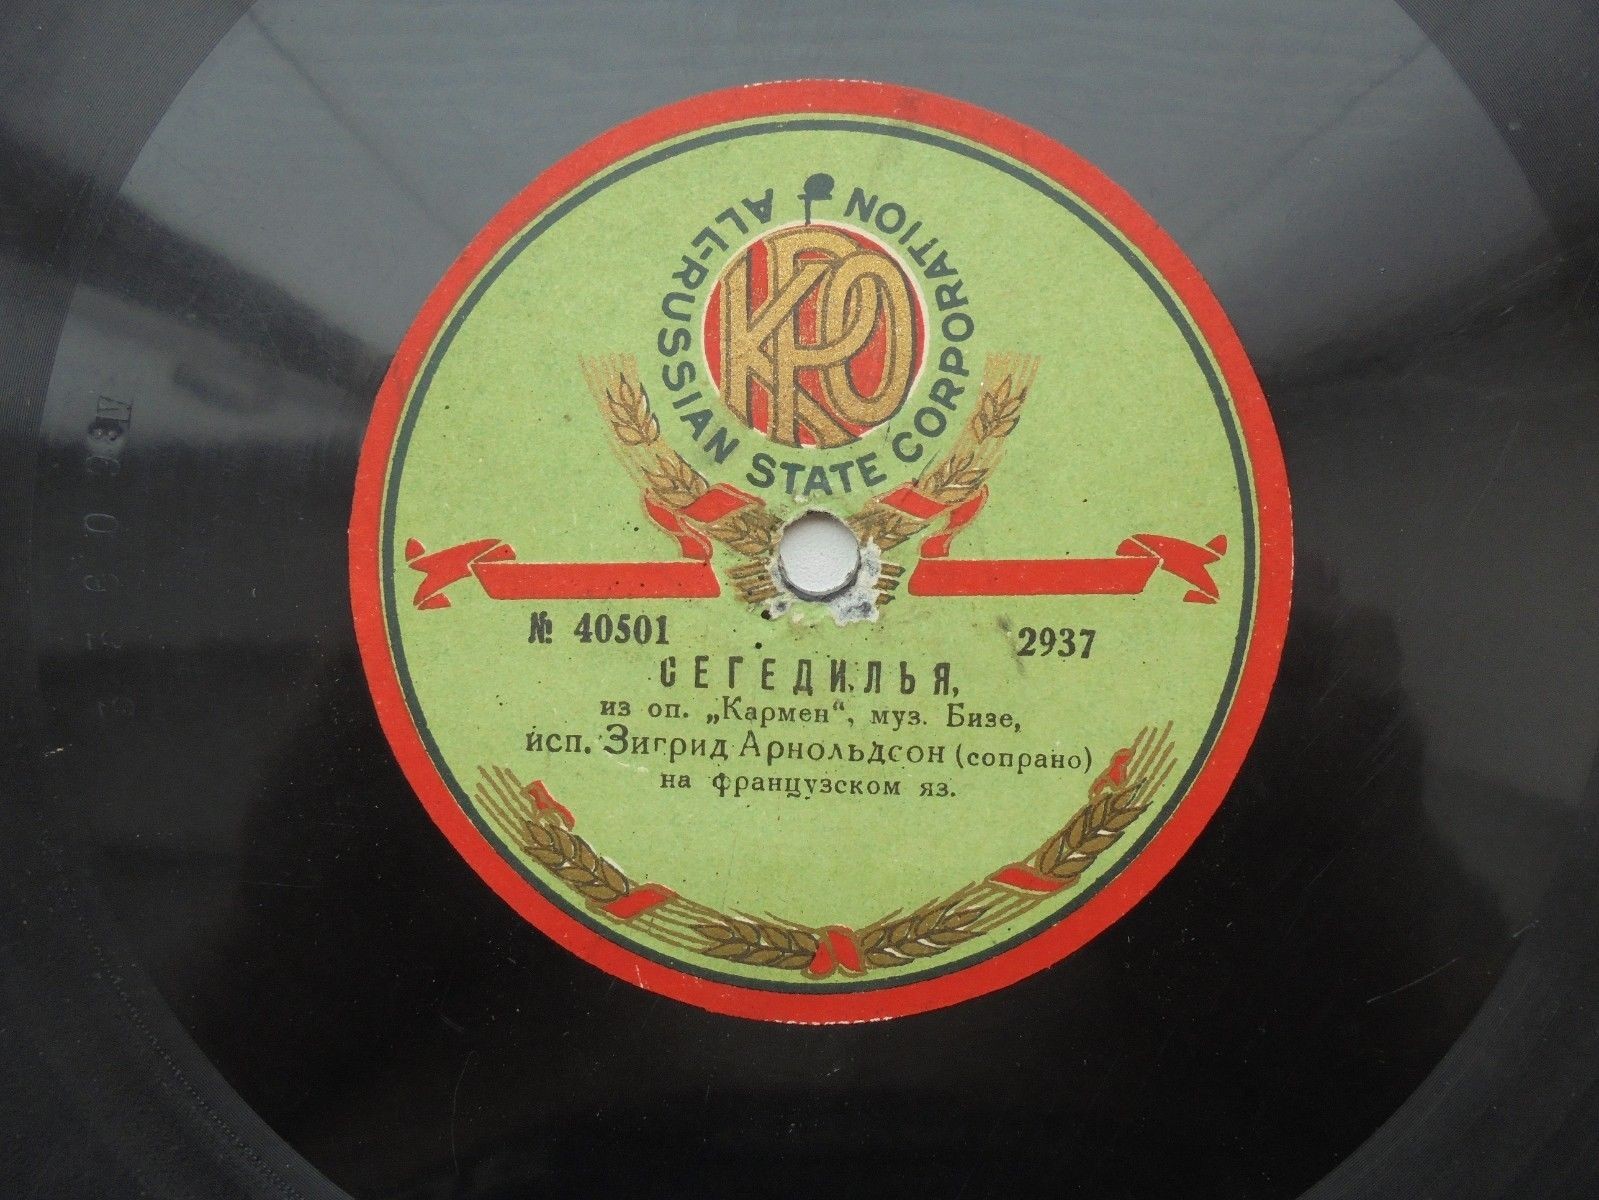 ALL-RUSSIAN STATE CORPORATION
КРО
№ 40501 2937
СЕГЕДИЛЬЯ,
из оп. „Кармен“, муз. Бизе,
исп. Зигрид Арнольдсон (сопрано)
на французском яз.